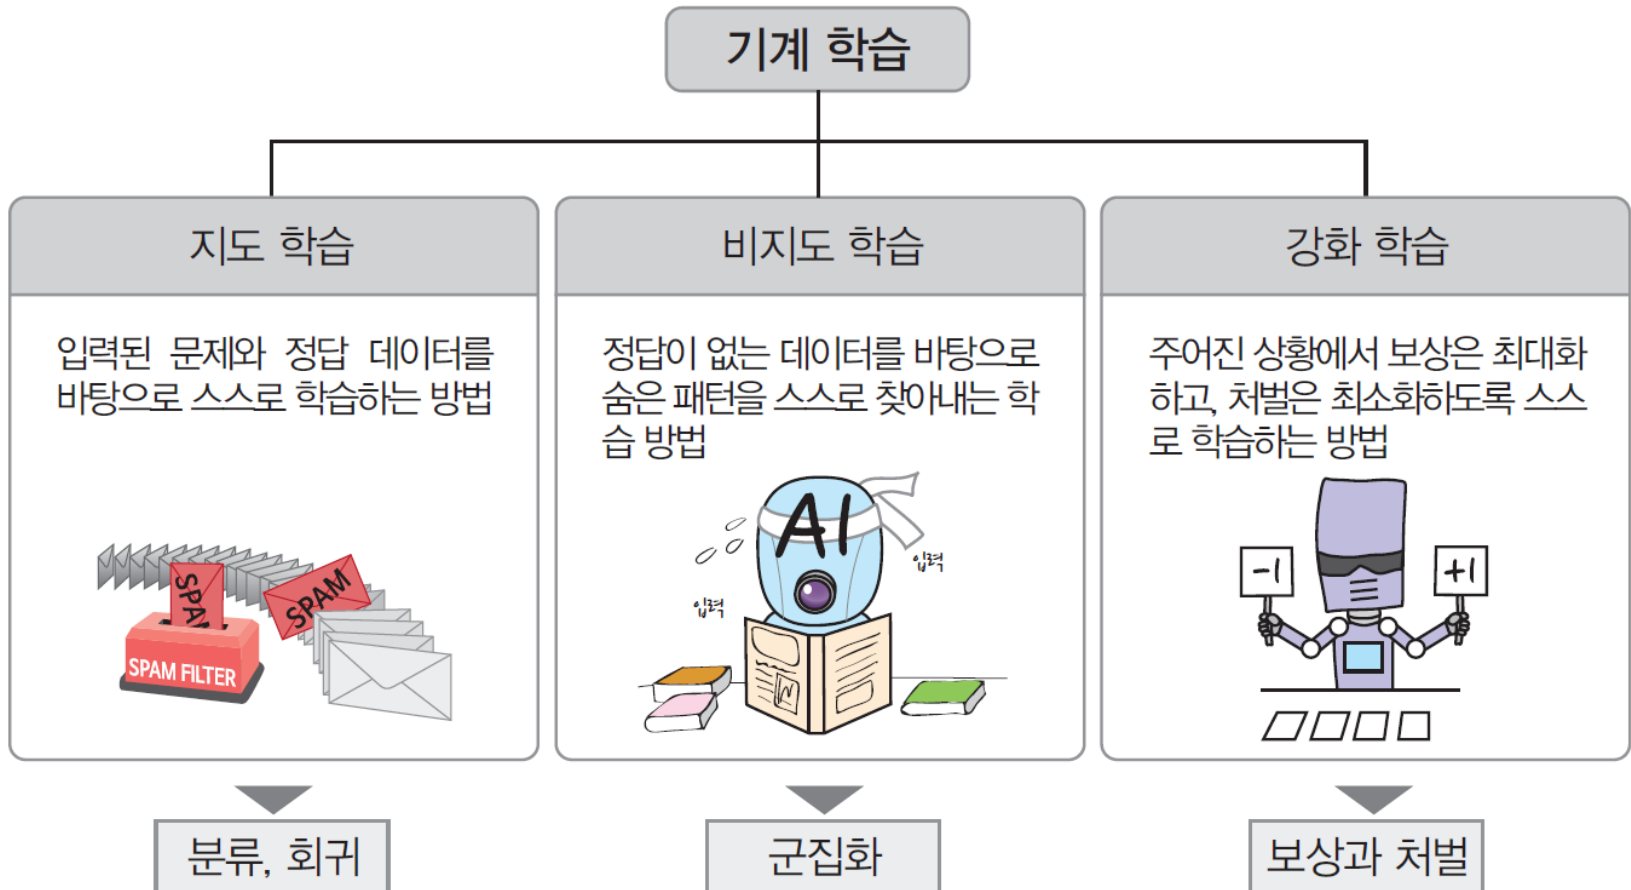 기계 학습
지도 학습
입력된 문제와 정답 데이터를
바탕으로 스스로 학습하는 방법
SPAM
SPAM
SPAM FILTER
분류, 회귀
비지도 학습
정답이 없는 데이터를 바탕으로
숨은 패턴을 스스로 찾아내는 학
습 방법
AI
입력
입력
군집화
강화 학습
주어진 상황에서 보상은 최대화
하고, 처벌은 최소화하도록 스스
로 학습하는 방법
-1
+1
보상과 처벌